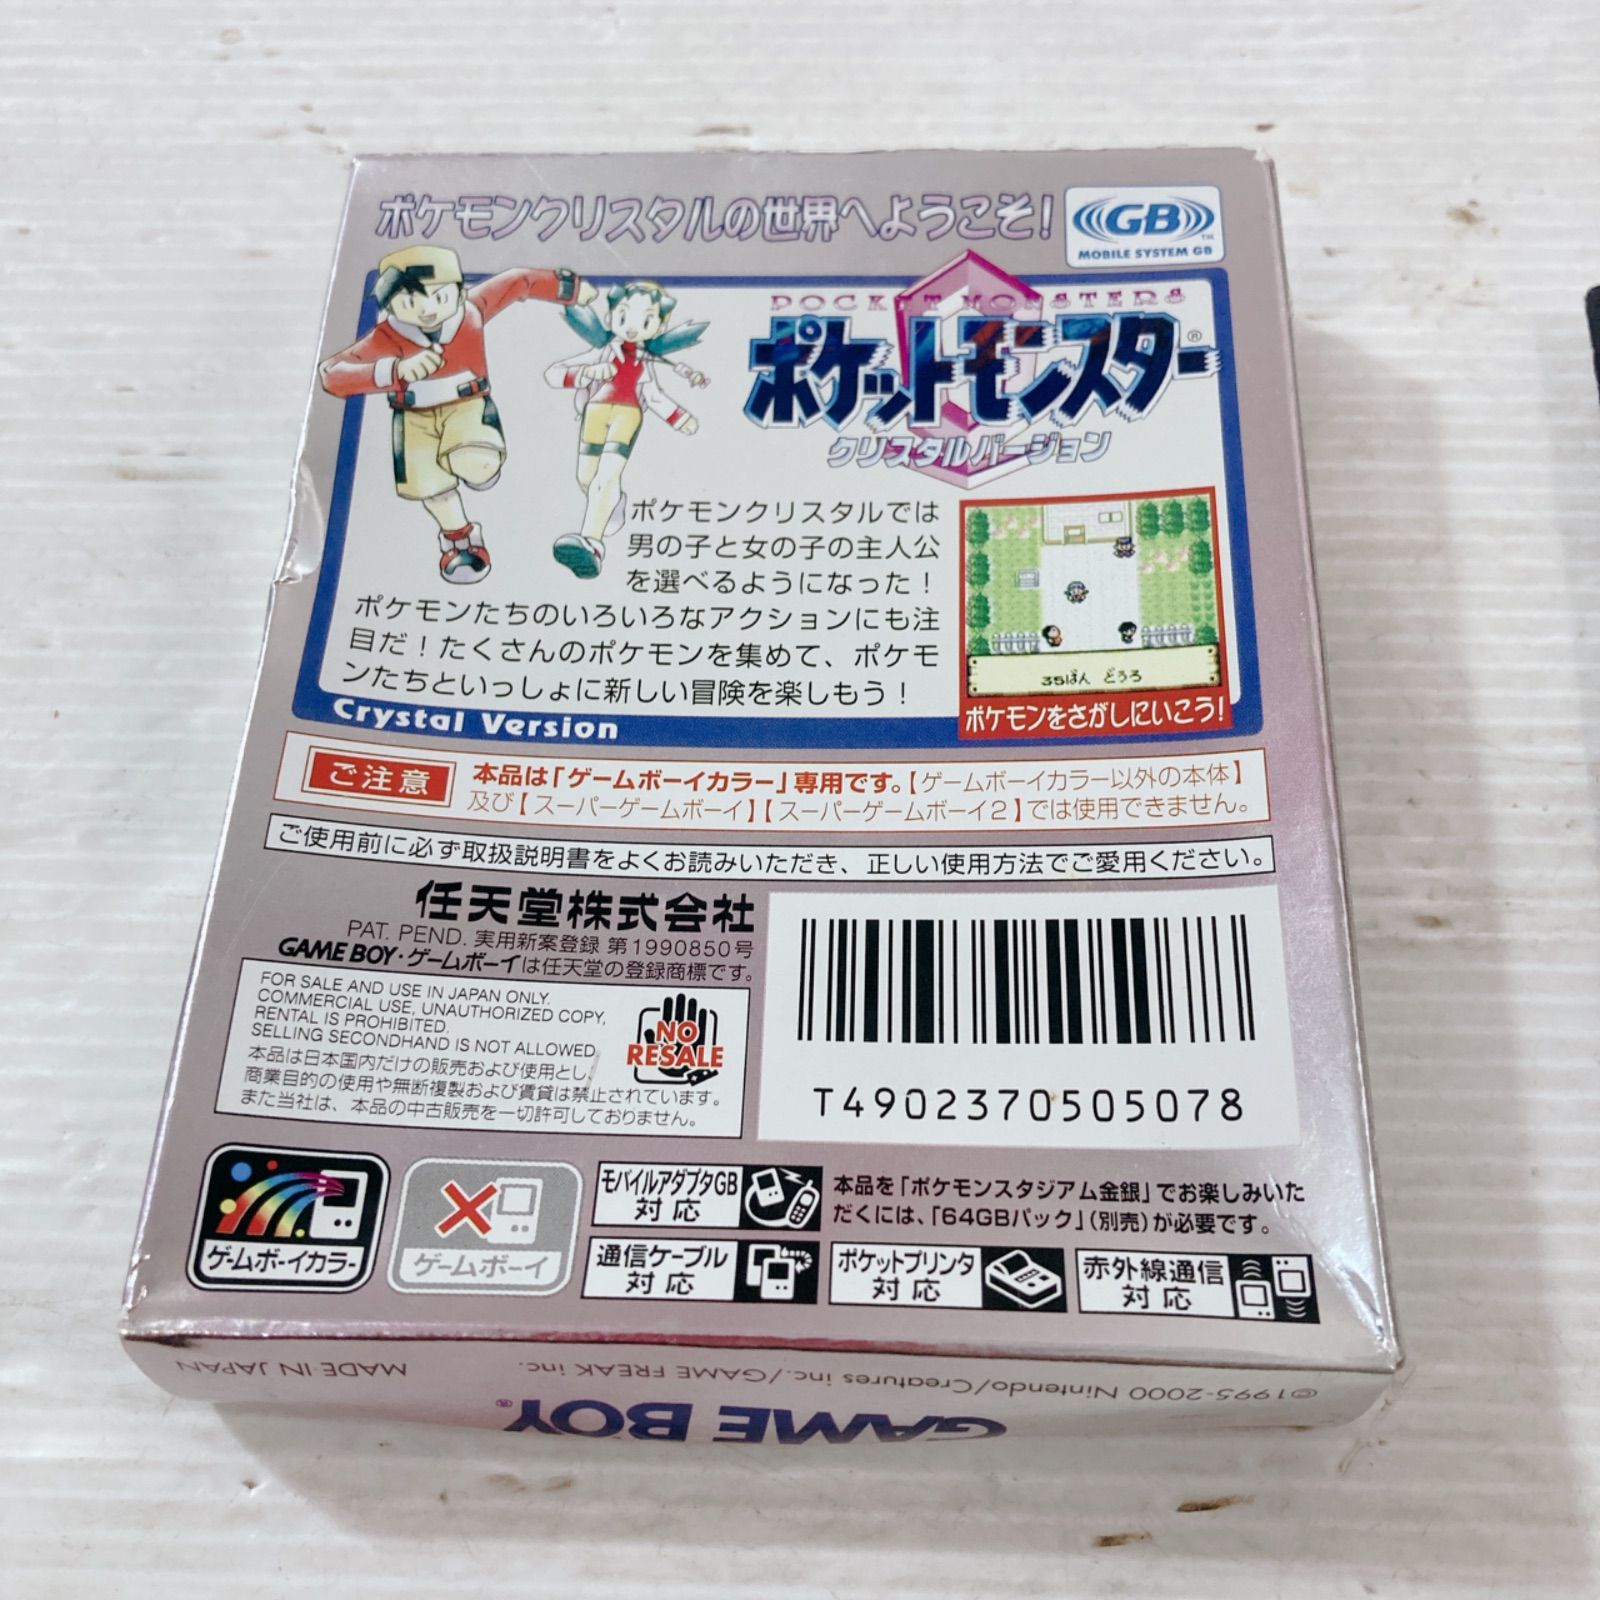 ポケモンクリスタルの世界へようこそ!
GB™
MOBILE SYSTEM GB
POCKET MONSTERS
ポケットモンスター®
クリスタルバージョン
ポケモンクリスタルでは
男の子と女の子の主人公
を選べるようになった!
ポケモンたちのいろいろなアクションにも注
目だ!たくさんのポケモンを集めて、ポケモ
ンたちといっしょに新しい冒険を楽しもう!
35ばん どうろ
ポケモンをさがしにいこう!
Crystal Version
ご注意
本品は「ゲームボーイカラー」専用です。【ゲームボーイカラー以外の本体】
及び【スーパーゲームボーイ】【スーパーゲームボーイ2】では使用できません。
ご使用前に必ず取扱説明書をよくお読みいただき、正しい使用方法でご愛用ください。
任天堂株式会社
PAT. PEND. 実用新案登録 第1990850号
GAME BOY・ゲームボーイは任天堂の登録商標です。
FOR SALE AND USE IN JAPAN ONLY.
COMMERCIAL USE, UNAUTHORIZED COPY,
RENTAL IS PROHIBITED.
SELLING SECONDHAND IS NOT ALLOWED.
本品は日本国内だけの販売および使用とし、
商業目的の使用や無断複製および賃貸は禁止されています。
また当社は、本品の中古販売を一切許可しておりません。
NO
RESALE
T4902370505078
ゲームボーイカラー
ゲームボーイ
モバイルアダプタGB
対応
本品を「ポケモンスタジアム金銀」でお楽しみいた
だくには、「64GBパック」(別売)が必要です。
通信ケーブル
対応
ポケットプリンタ
対応
赤外線通信
対応
©1995-2000 Nintendo/Creatures inc./GAME FREAK inc.
MADE IN JAPAN
GAME BOY®